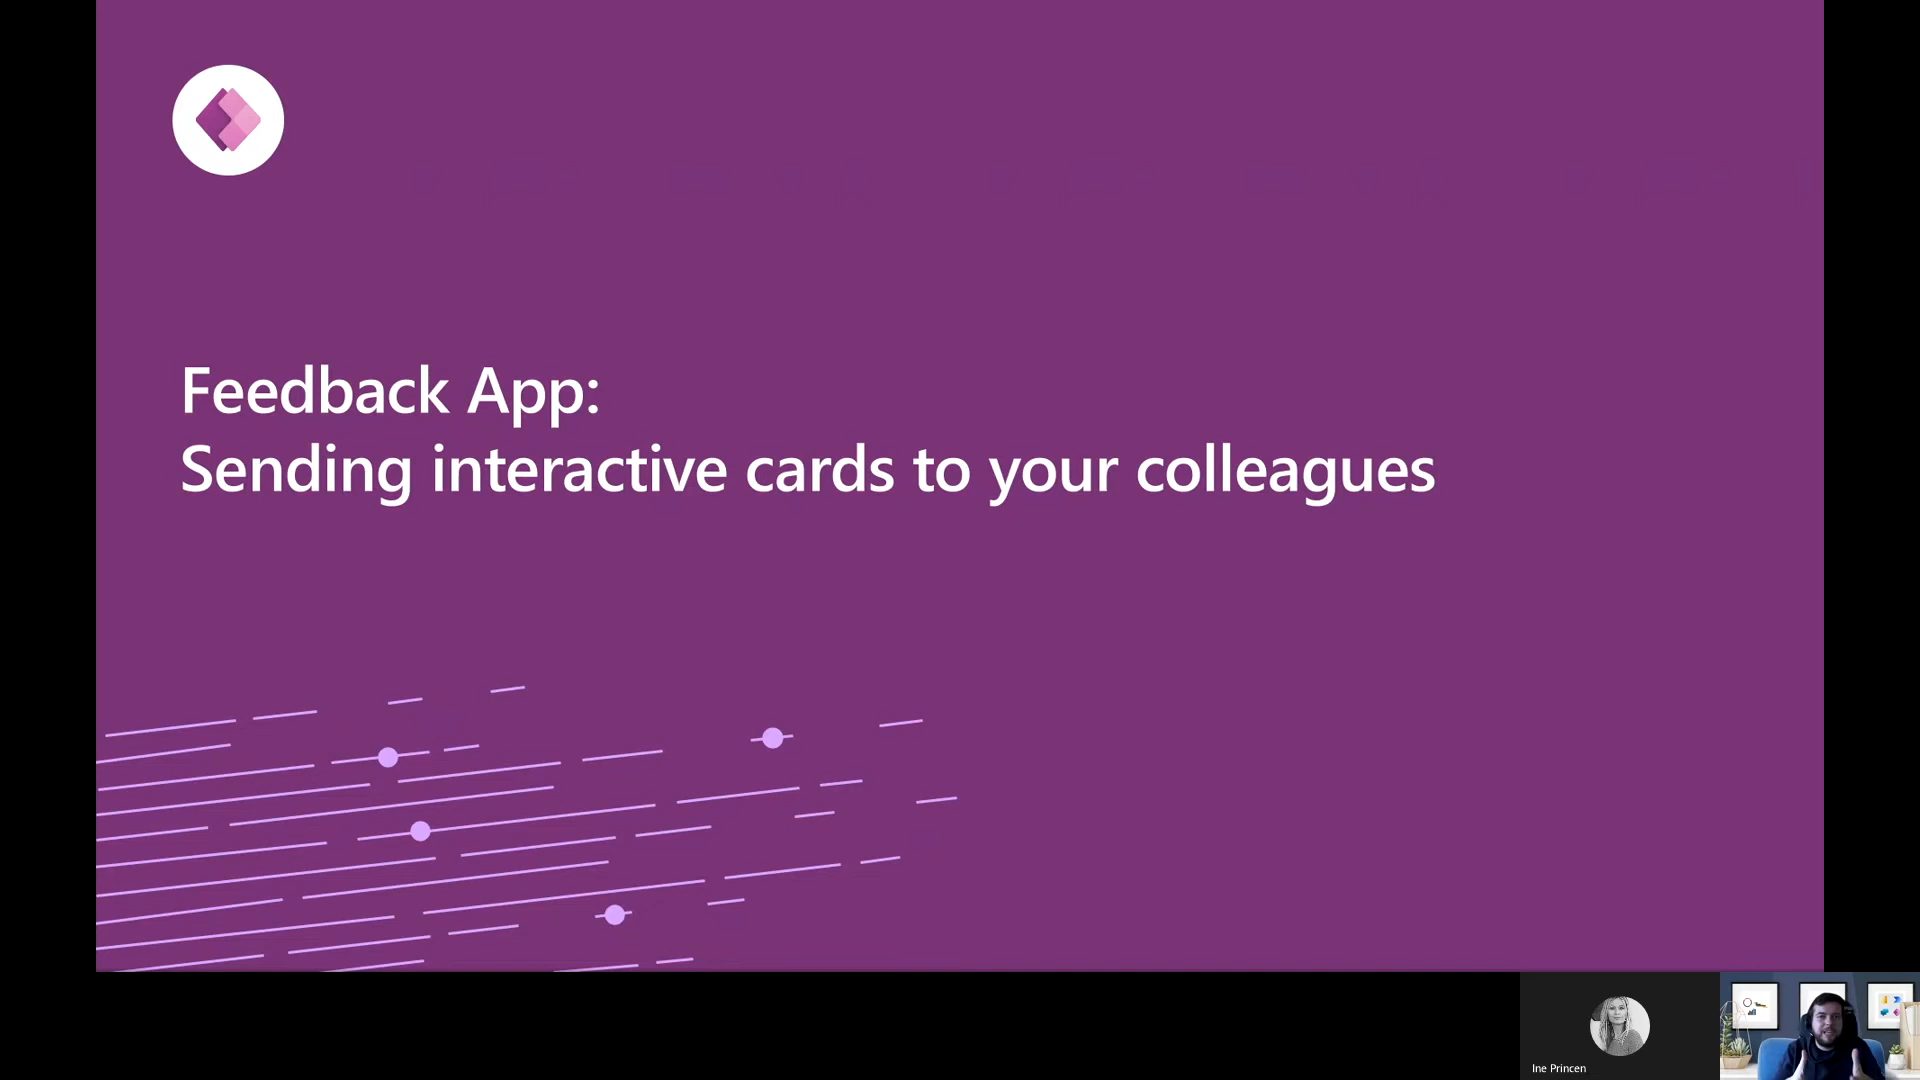 Feedback App:
Sending interactive cards to your colleagues
Ine Princen